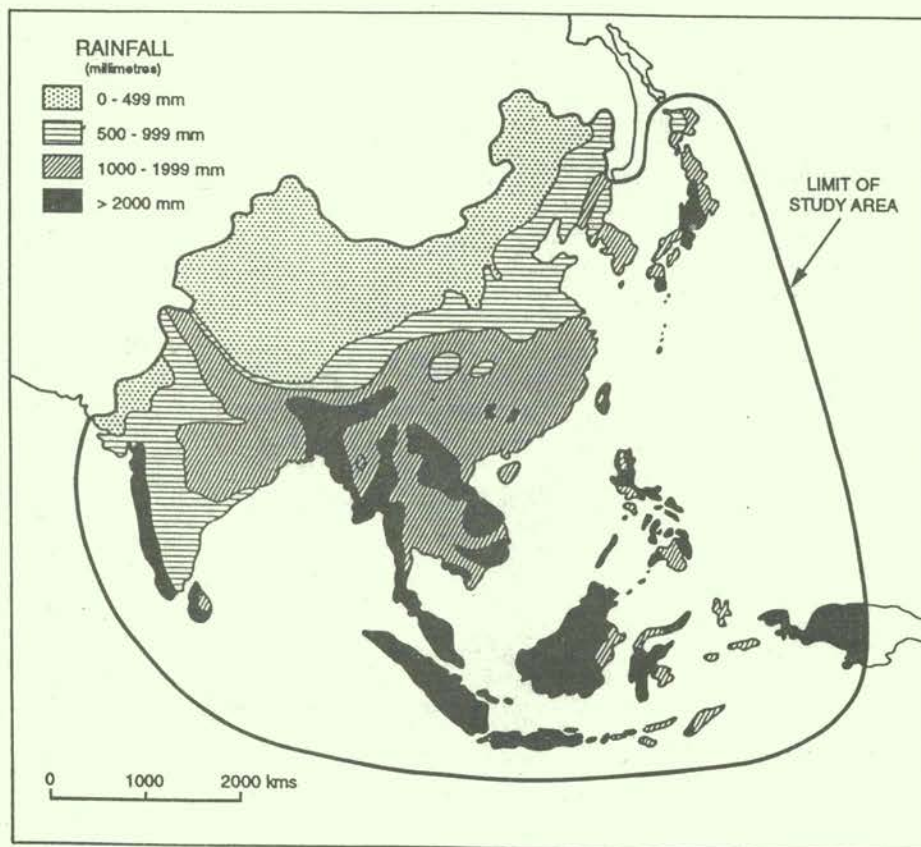 RAINFALL
(millimetres)
0 - 499 mm
500 - 999 mm
1000 - 1999 mm
> 2000 mm
LIMIT OF
STUDY AREA
0 1000 2000 kms